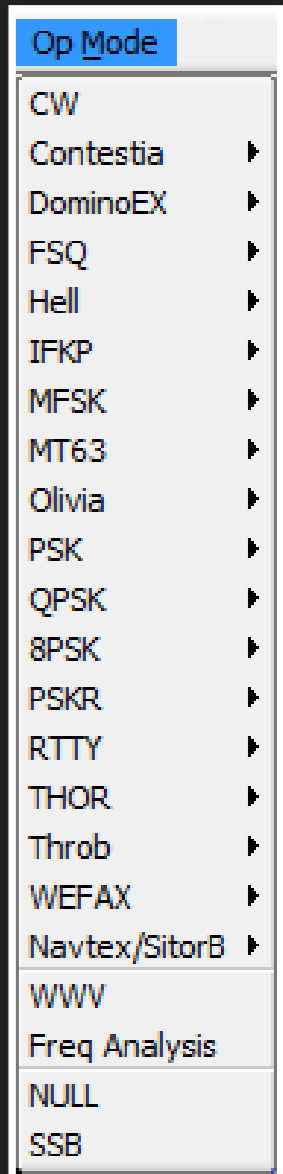 Op Mode
CW
Contestia
DominoEX
FSQ
Hell
IFKP
MFSK
MT63
Olivia
PSK
QPSK
8PSK
PSKR
RTTY
THOR
Throb
WEFAX
Navtex/SitorB
WWV
Freq Analysis
NULL
SSB